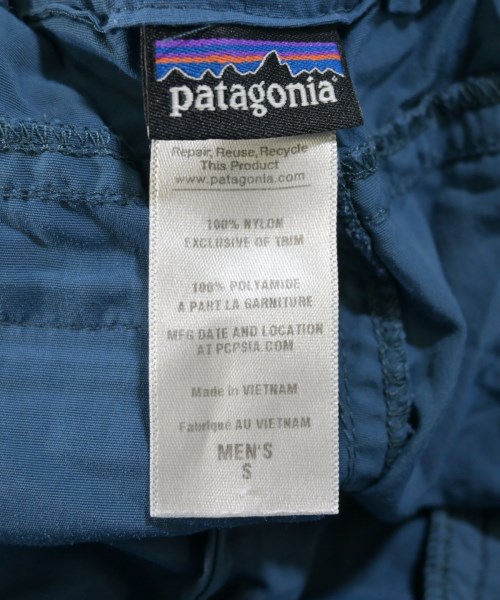 patagonia
Repair, Reuse, Recycle
This Product
www.patagonia.com
100% NYLON
EXCLUSIVE OF TRIM
100% POLYAMIDE
A PART LA GARNITURE
MFG DATE AND LOCATION
AT PCPSIA.COM
Made in VIETNAM
Fabriqué AU VIETNAM
MEN'S
S